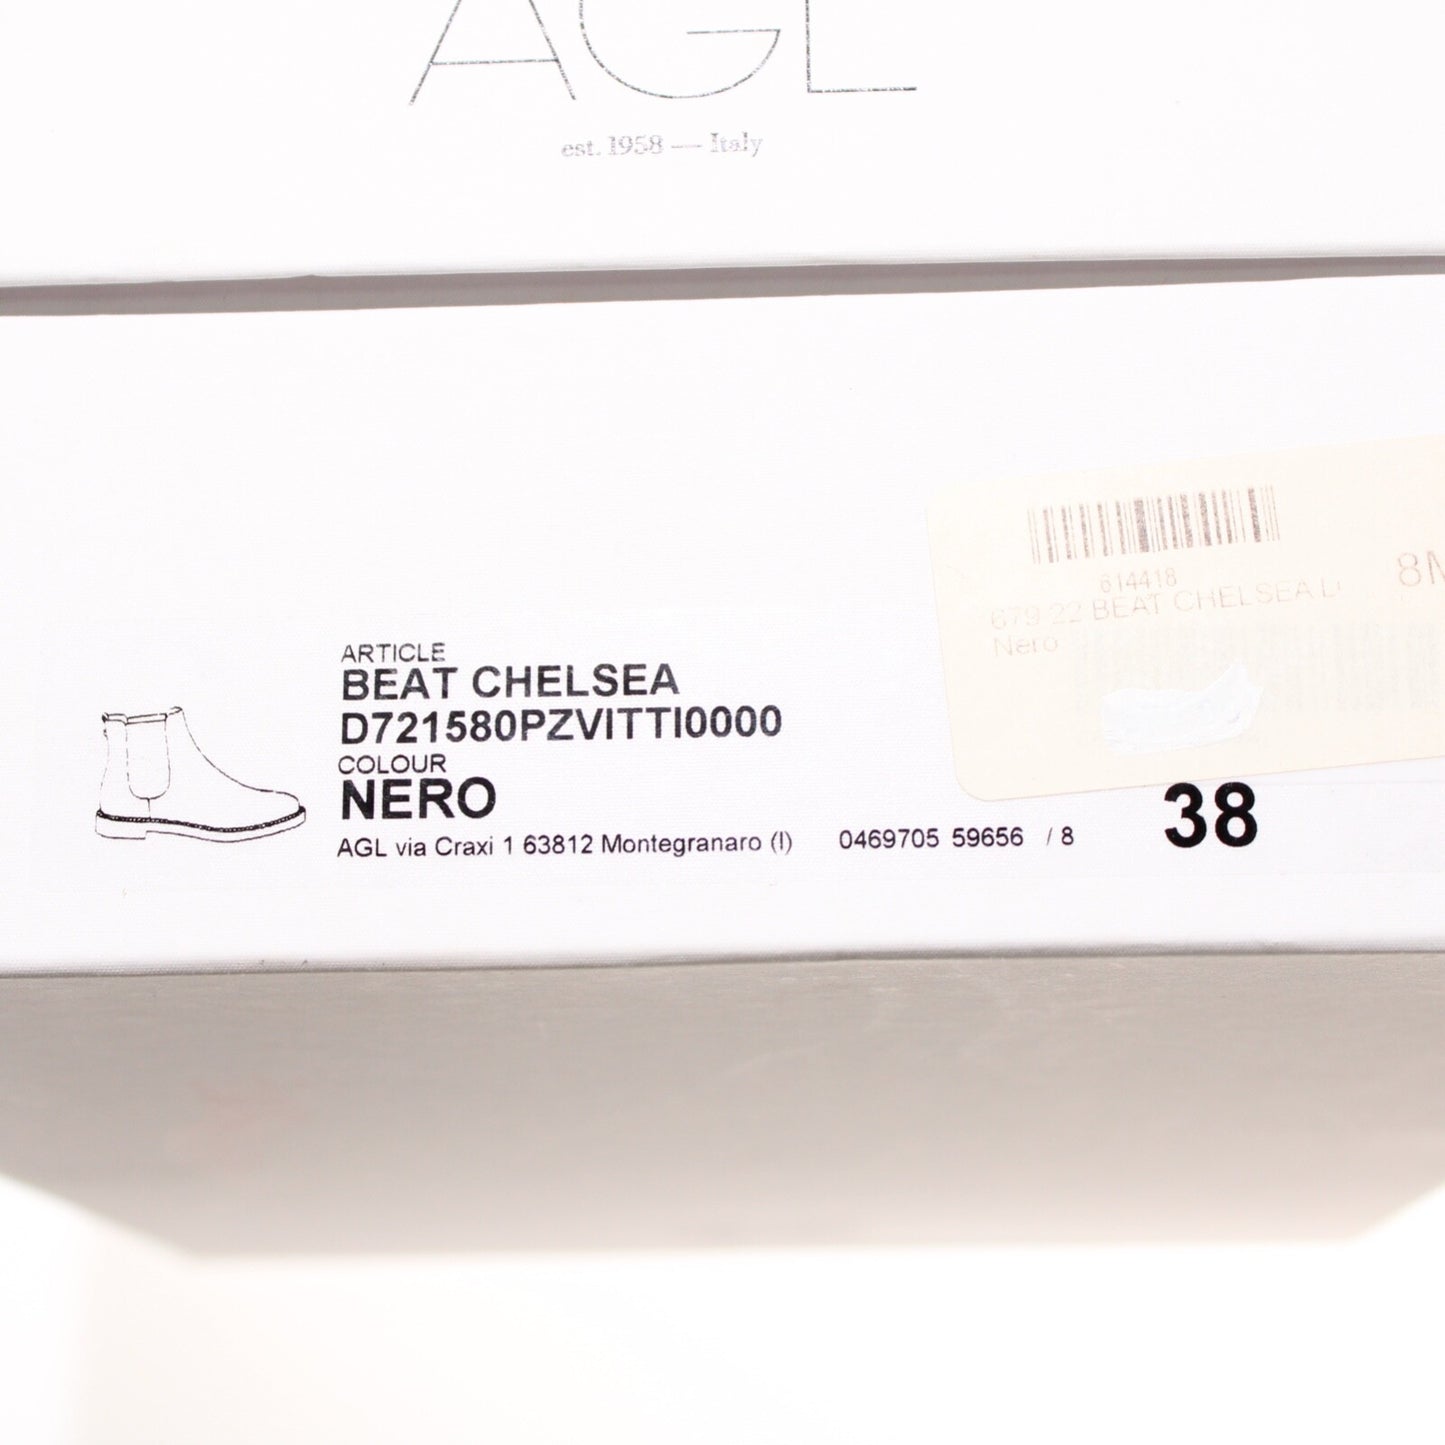 AGL
est. 1958 — Italy
614418
679 22 BEAT CHELSEA
8M
Nero
ARTICLE
BEAT CHELSEA
D721580PZVITTI0000
COLOUR
NERO
AGL via Craxi 1 63812 Montegranaro (I) 0469705 59656 / 8
38